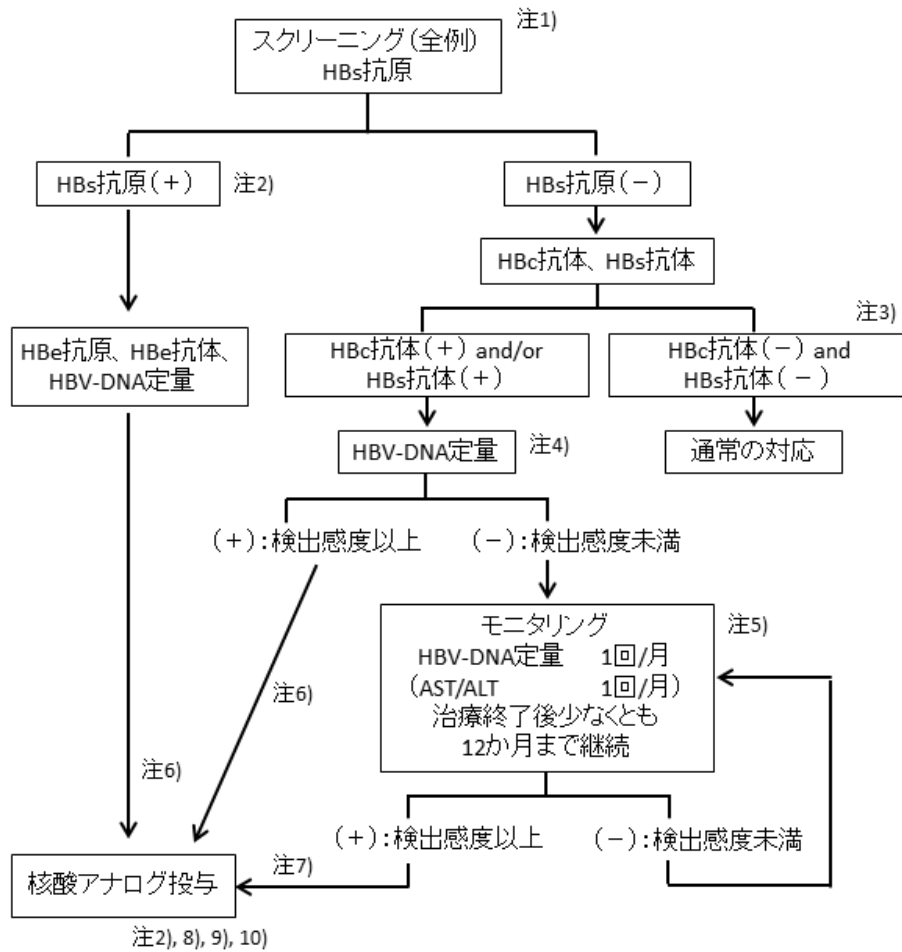 注1)
スクリーニング(全例)
HBs抗原
HBs抗原(+)
注2)
HBs抗原(-)
HBc抗体、HBs抗体
注3)
HBe抗原、HBe抗体、
HBV-DNA定量
HBc抗体(+) and/or
HBs抗体(+)
HBc抗体(-) and
HBs抗体(-)
HBV-DNA定量
注4)
通常の対応
(+):検出感度以上
(-):検出感度未満
モニタリング
注5)
HBV-DNA定量 1回/月
(AST/ALT 1回/月)
治療終了後少なくとも
12か月まで継続
注6)
注6)
(+):検出感度以上
(-):検出感度未満
注7)
核酸アナログ投与
注2), 8), 9), 10)